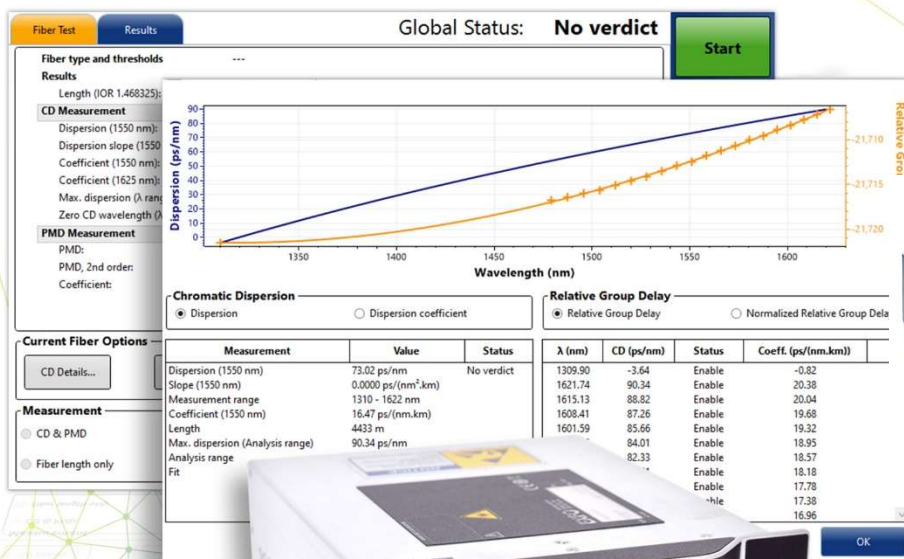 Fiber Test
Results
Global Status: No verdict
Start
Fiber type and thresholds ---
Results
Length (IOR 1.468325):
CD Measurement
Dispersion (1550 nm):
Dispersion slope (1550
Coefficient (1550 nm):
Coefficient (1625 nm):
Max. dispersion (λ rang
Zero CD wavelength (λ
PMD Measurement
PMD:
PMD, 2nd order:
Coefficient:
Current Fiber Options
CD Details...
Measurement
CD & PMD
Fiber length only
Dispersion (ps/nm)
90
80
70
60
50
40
30
20
10
0
1350 1400 1450 1500 1550 1600
Wavelength (nm)
-21,710
-21,715
-21,720
Relative Gro
Chromatic Dispersion
Dispersion Dispersion coefficient
Relative Group Delay
Relative Group Delay Normalized Relative Group Dela
Measurement Value Status
Dispersion (1550 nm) 73.02 ps/nm No verdict
Slope (1550 nm) 0.0000 ps/(nm².km)
Measurement range 1310 - 1622 nm
Coefficient (1550 nm) 16.47 ps/(nm.km)
Length 4433 m
Max. dispersion (Analysis range) 90.34 ps/nm
Analysis range
Fit
λ (nm) CD (ps/nm) Status Coeff. (ps/(nm.km))
1309.90 -3.64 Enable -0.82
1621.74 90.34 Enable 20.38
1615.13 88.82 Enable 20.04
1608.41 87.26 Enable 19.68
1601.59 85.66 Enable 19.32
84.01 Enable 18.95
82.33 Enable 18.57
Enable 18.18
Enable 17.78
17.38
16.96
OK
EXFO